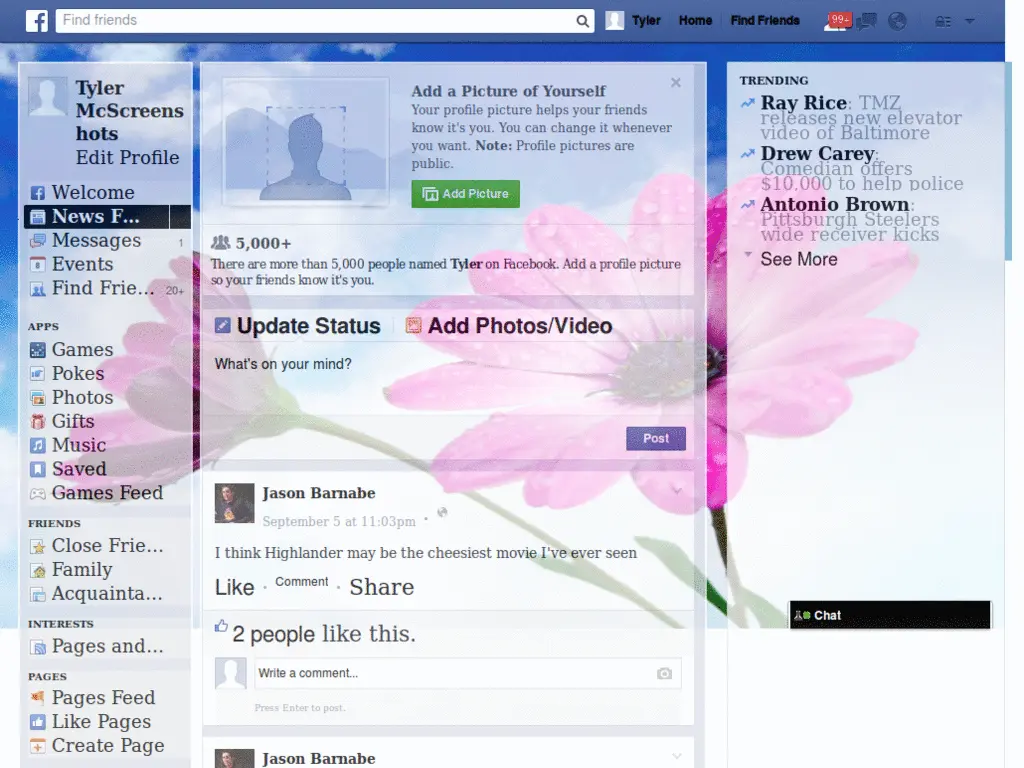 Find friends
Tyler
Home
Find Friends
99+
Tyler
McScreens
hots
Edit Profile
Welcome
News F...
Messages 1
Events
Find Frie... 20+
APPS
Games
Pokes
Photos
Gifts
Music
Saved
Games Feed
FRIENDS
Close Frie...
Family
Acquainta...
INTERESTS
Pages and...
PAGES
Pages Feed
Like Pages
Create Page
Add a Picture of Yourself
Your profile picture helps your friends
know it's you. You can change it whenever
you want. Note: Profile pictures are
public.
Add Picture
5,000+
There are more than 5,000 people named Tyler on Facebook. Add a profile picture
so your friends know it's you.
Update Status
Add Photos/Video
What's on your mind?
Post
Jason Barnabe
September 5 at 11:03pm ·
I think Highlander may be the cheesiest movie I've ever seen
Like · Comment · Share
2 people like this.
Write a comment...
Press Enter to post.
Jason Barnabe
TRENDING
Ray Rice: TMZ
releases new elevator
video of Baltimore
Drew Carey:
Comedian offers
$10,000 to help police
Antonio Brown:
Pittsburgh Steelers
wide receiver kicks
See More
Chat